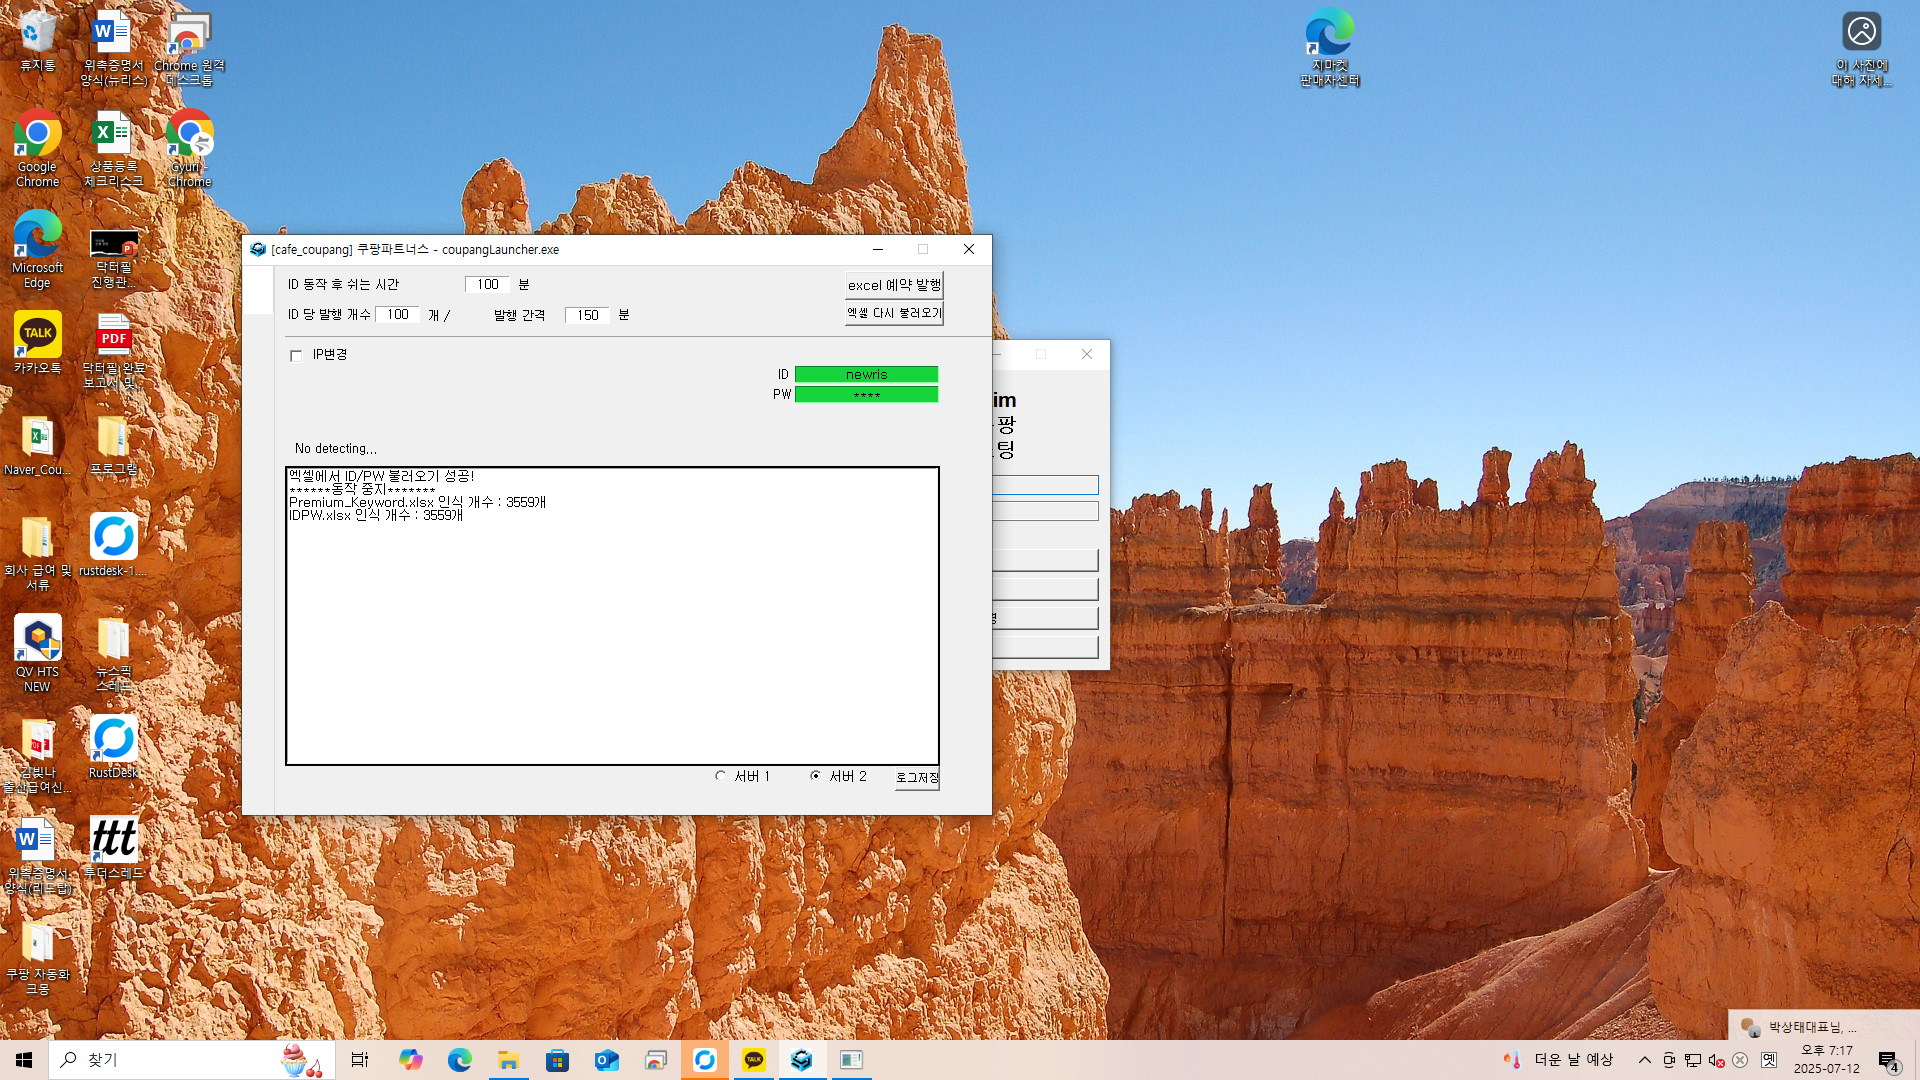 휴지통
위촉증명서
양식(뉴리스)
Chrome 원격
데스크톱
지마켓
판매자센터
이 사진에
대해 자세...
Google
Chrome
상품등록
체크리스크
Gyuri -
Chrome
Microsoft
Edge
닥터필
진행관...
카카오톡
닥터필 완료
보고서 및...
Naver_Cou...
프로그램
회사 급여 및
서류
rustdesk-1....
QV HTS
NEW
뉴스픽
스레드
김빛나
출산급여신...
RustDesk
위촉증명서
양식(리드탑)
투더스레드
쿠팡 자동화
크몽
[cafe_coupang] 쿠팡파트너스 - coupangLauncher.exe
ID 동작 후 쉬는 시간 100 분
excel 예약 발행
ID 당 발행 개수 100 개 / 발행 간격 150 분
엑셀 다시 불러오기
IP변경
ID newris
PW ****
No detecting...
엑셀에서 ID/PW 불러오기 성공!
******동작 중지*******
Premium_Keyword.xlsx 인식 개수 : 3559개
IDPW.xlsx 인식 개수 : 3559개
서버 1 서버 2 로그저장
im
팡
팅
박상태대표님, ...
찾기
더운 날 예상
오후 7:17
2025-07-12
4